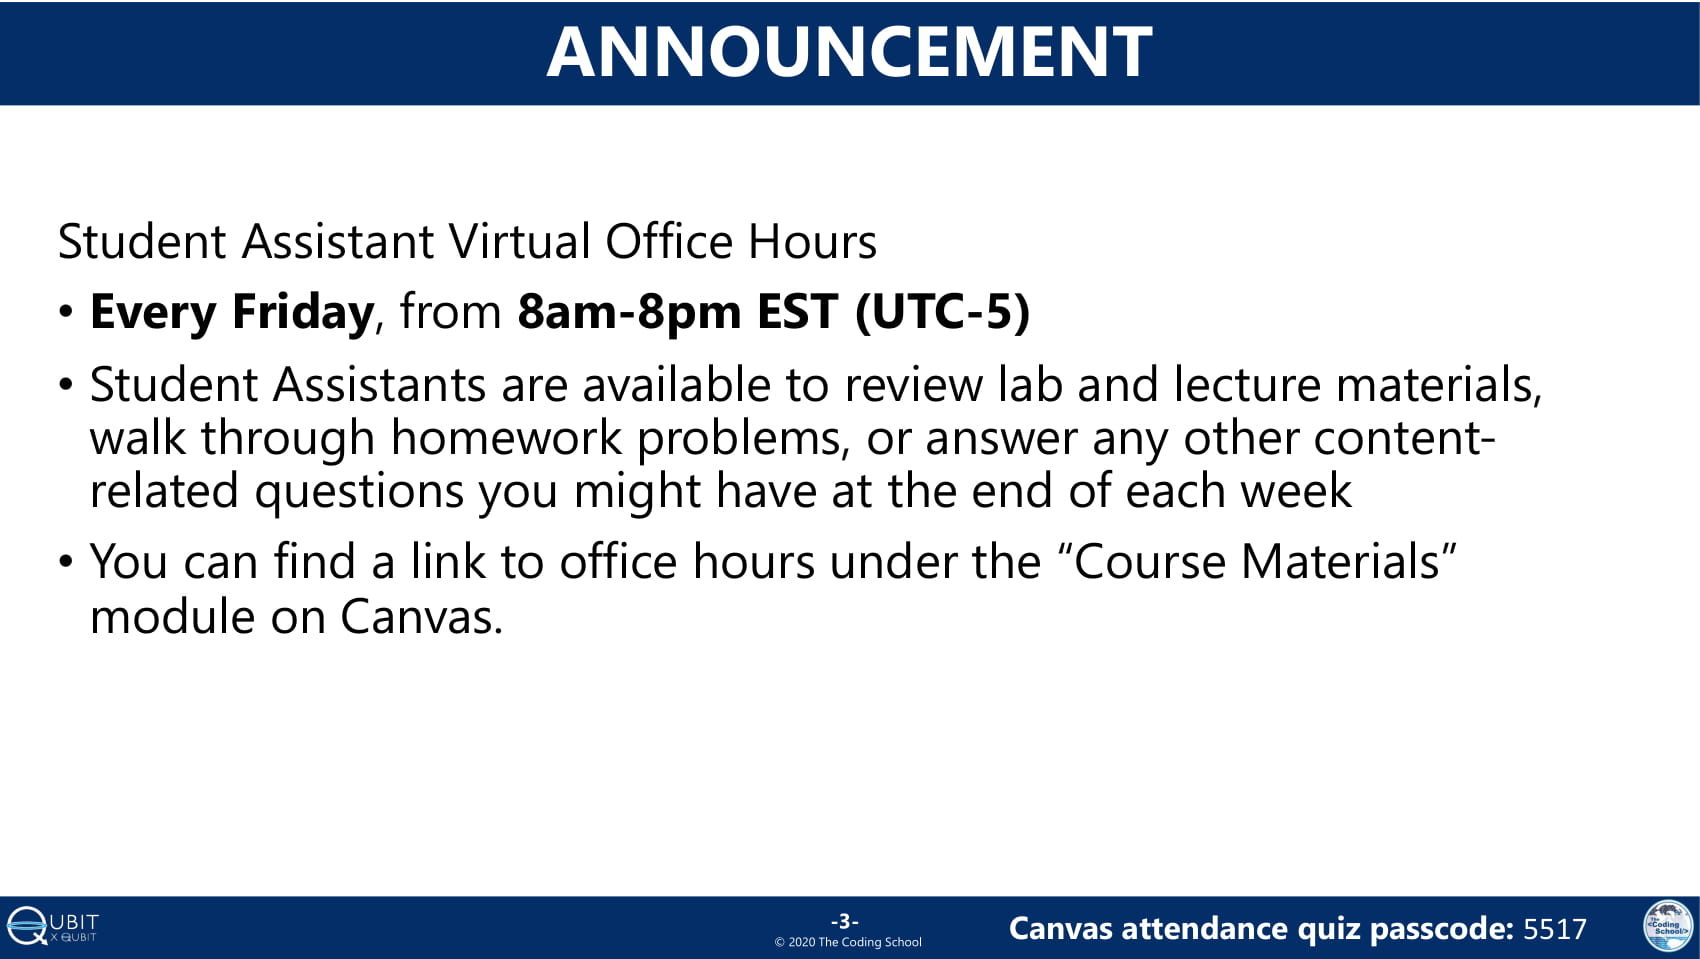 ANNOUNCEMENT
Student Assistant Virtual Office Hours
• Every Friday, from 8am-8pm EST (UTC-5)
• Student Assistants are available to review lab and lecture materials,
walk through homework problems, or answer any other content-
related questions you might have at the end of each week
• You can find a link to office hours under the “Course Materials”
module on Canvas.
QUBIT
X QUBIT
-3-
© 2020 The Coding School
Canvas attendance quiz passcode: 5517
The
<Coding
School/>